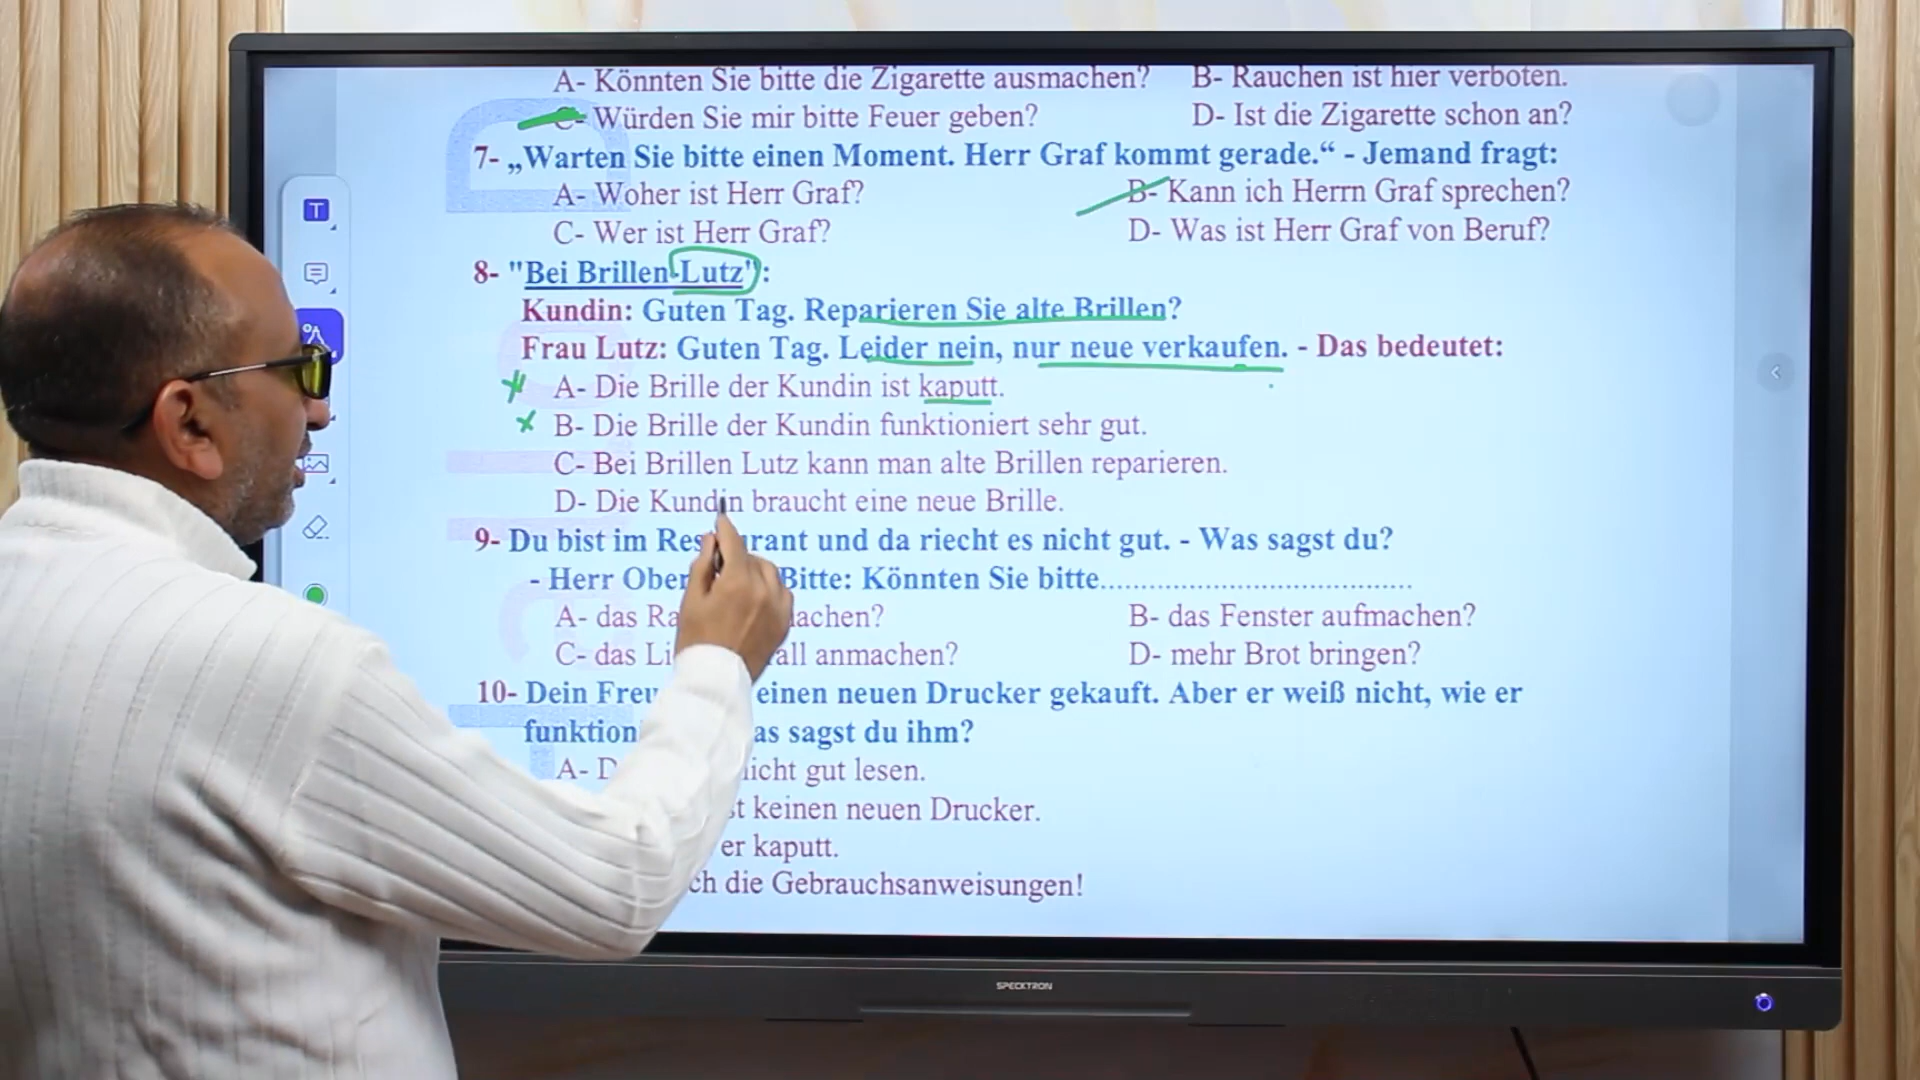 A- Könnten Sie bitte die Zigarette ausmachen? B- Rauchen ist hier verboten.
C- Würden Sie mir bitte Feuer geben? D- Ist die Zigarette schon an?
7- „Warten Sie bitte einen Moment. Herr Graf kommt gerade.“ - Jemand fragt:
A- Woher ist Herr Graf? B- Kann ich Herrn Graf sprechen?
C- Wer ist Herr Graf? D- Was ist Herr Graf von Beruf?
8- "Bei Brillen-Lutz":
Kundin: Guten Tag. Reparieren Sie alte Brillen?
Frau Lutz: Guten Tag. Leider nein, nur neue verkaufen. - Das bedeutet:
A- Die Brille der Kundin ist kaputt.
B- Die Brille der Kundin funktioniert sehr gut.
C- Bei Brillen Lutz kann man alte Brillen reparieren.
D- Die Kundin braucht eine neue Brille.
9- Du bist im Res rant und da riecht es nicht gut. - Was sagst du?
- Herr Ober Bitte: Könnten Sie bitte........................................
A- das Ra achen? B- das Fenster aufmachen?
C- das Li all anmachen? D- mehr Brot bringen?
10- Dein Freu einen neuen Drucker gekauft. Aber er weiß nicht, wie er
funktion as sagst du ihm?
A- D icht gut lesen.
st keinen neuen Drucker.
er kaputt.
ch die Gebrauchsanweisungen!
SPECKTRON